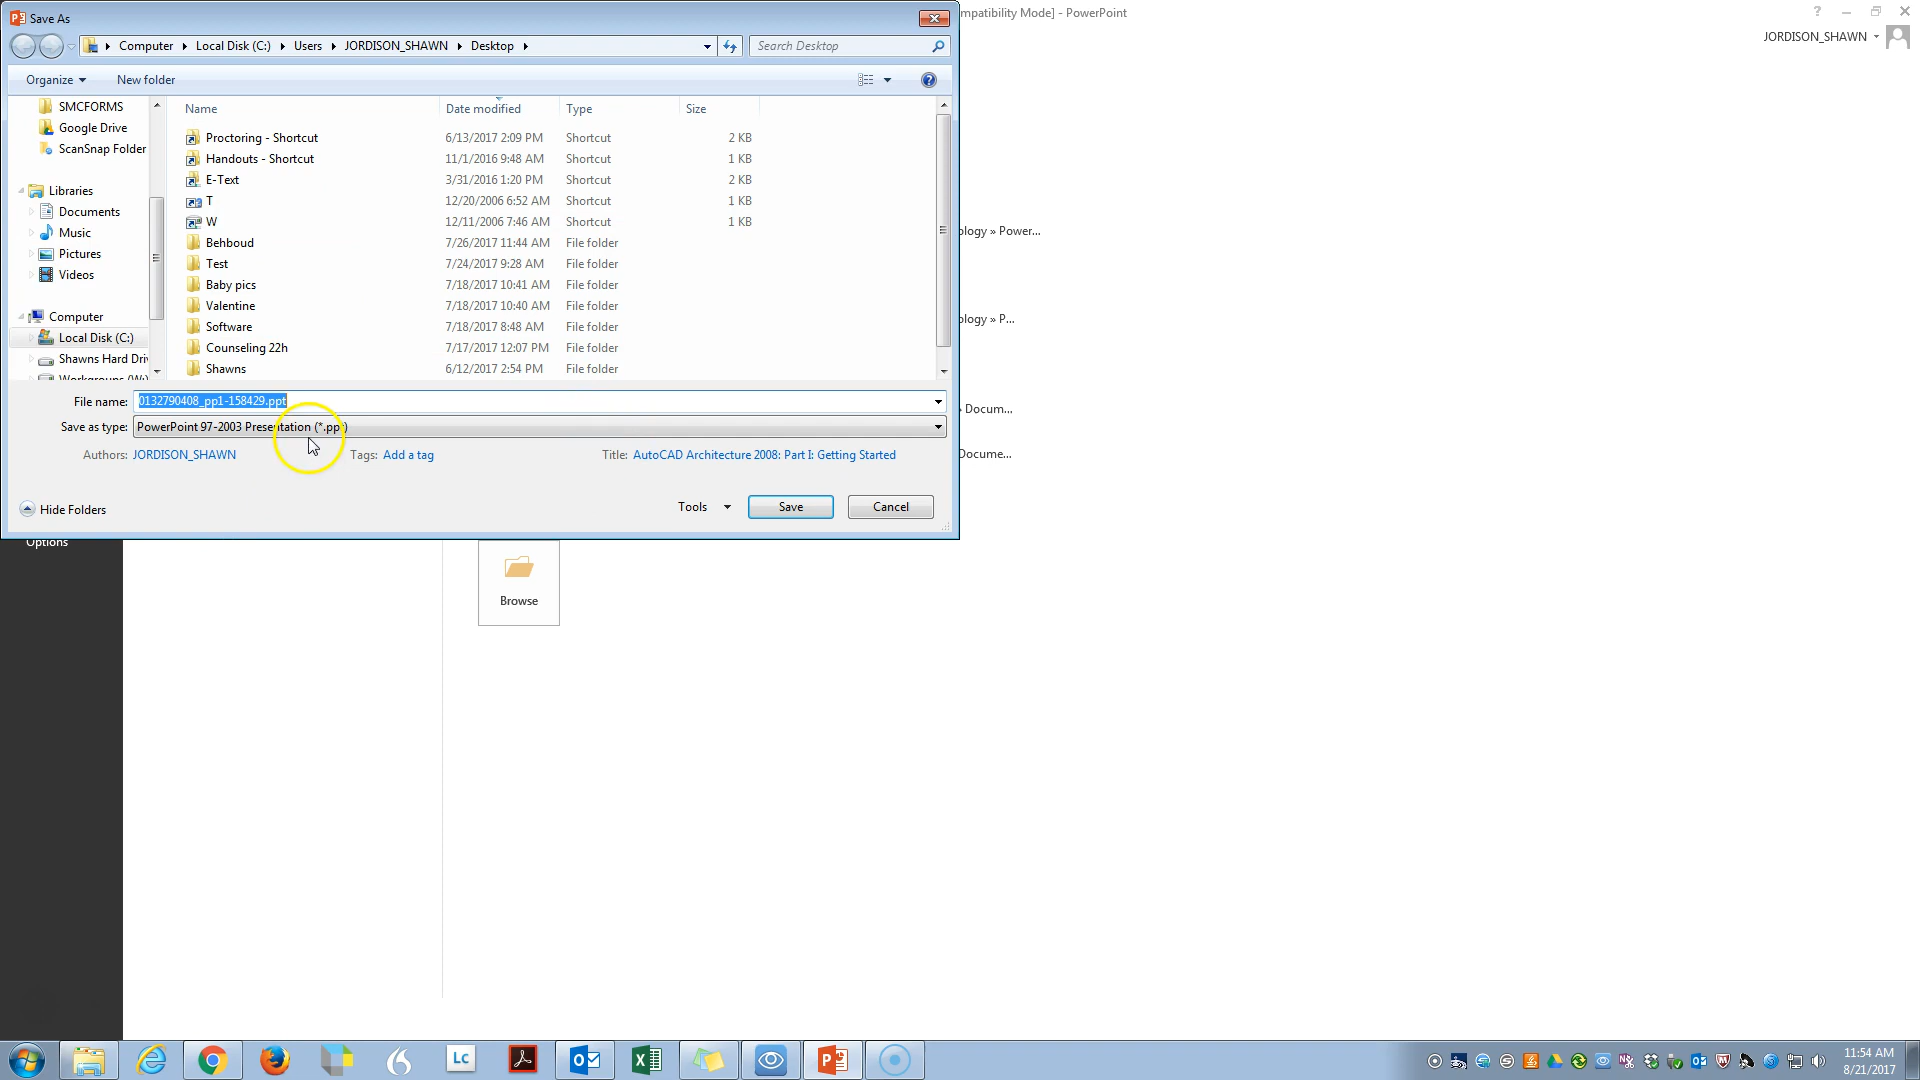 Save As
mpatibility Mode] - PowerPoint
JORDISON_SHAWN
Computer Local Disk (C:) Users JORDISON_SHAWN Desktop
Search Desktop
Organize New folder
SMCFORMS
Google Drive
ScanSnap Folder
Libraries
Documents
Music
Pictures
Videos
Computer
Local Disk (C:)
Shawns Hard Dri
Name Date modified Type Size
Proctoring - Shortcut 6/13/2017 2:09 PM Shortcut 2 KB
Handouts - Shortcut 11/1/2016 9:48 AM Shortcut 1 KB
E-Text 3/31/2016 1:20 PM Shortcut 2 KB
T 12/20/2006 6:52 AM Shortcut 1 KB
W 12/11/2006 7:46 AM Shortcut 1 KB
Behboud 7/26/2017 11:44 AM File folder
Test 7/24/2017 9:28 AM File folder
Baby pics 7/18/2017 10:41 AM File folder
Valentine 7/18/2017 10:40 AM File folder
Software 7/18/2017 8:48 AM File folder
Counseling 22h 7/17/2017 12:07 PM File folder
Shawns 6/12/2017 2:54 PM File folder
ology » Power...
ology » P...
Docum...
Docume...
File name: 0132790408_pp1-158429.ppt
Save as type: PowerPoint 97-2003 Presentation (*.ppt)
Authors: JORDISON_SHAWN Tags: Add a tag Title: AutoCAD Architecture 2008: Part I: Getting Started
Hide Folders Tools Save Cancel
Options
Browse
Lc
11:54 AM
8/21/2017